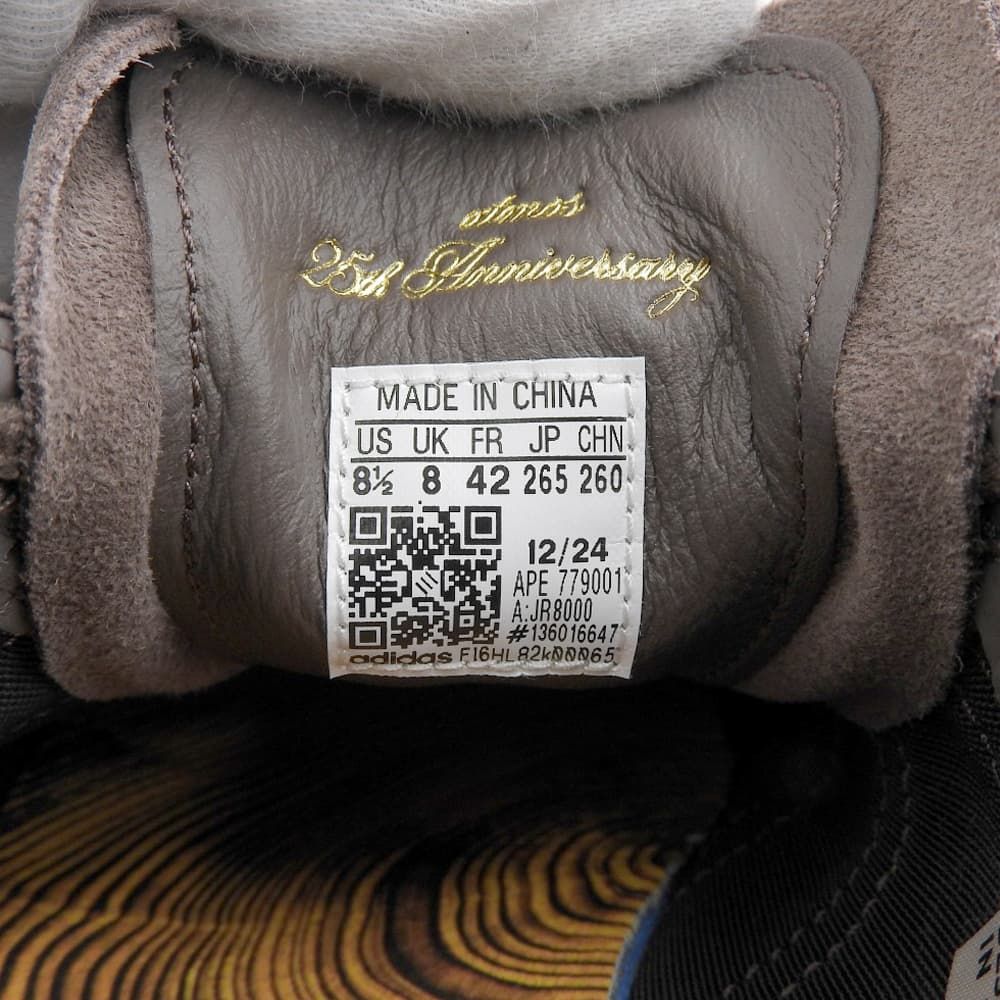 atmos
25th Anniversary
MADE IN CHINA
US UK FR JP CHN
8½ 8 42 265 260
12/24
APE 779001
A:JR8000
#136016647
adidas F16HL82k00065